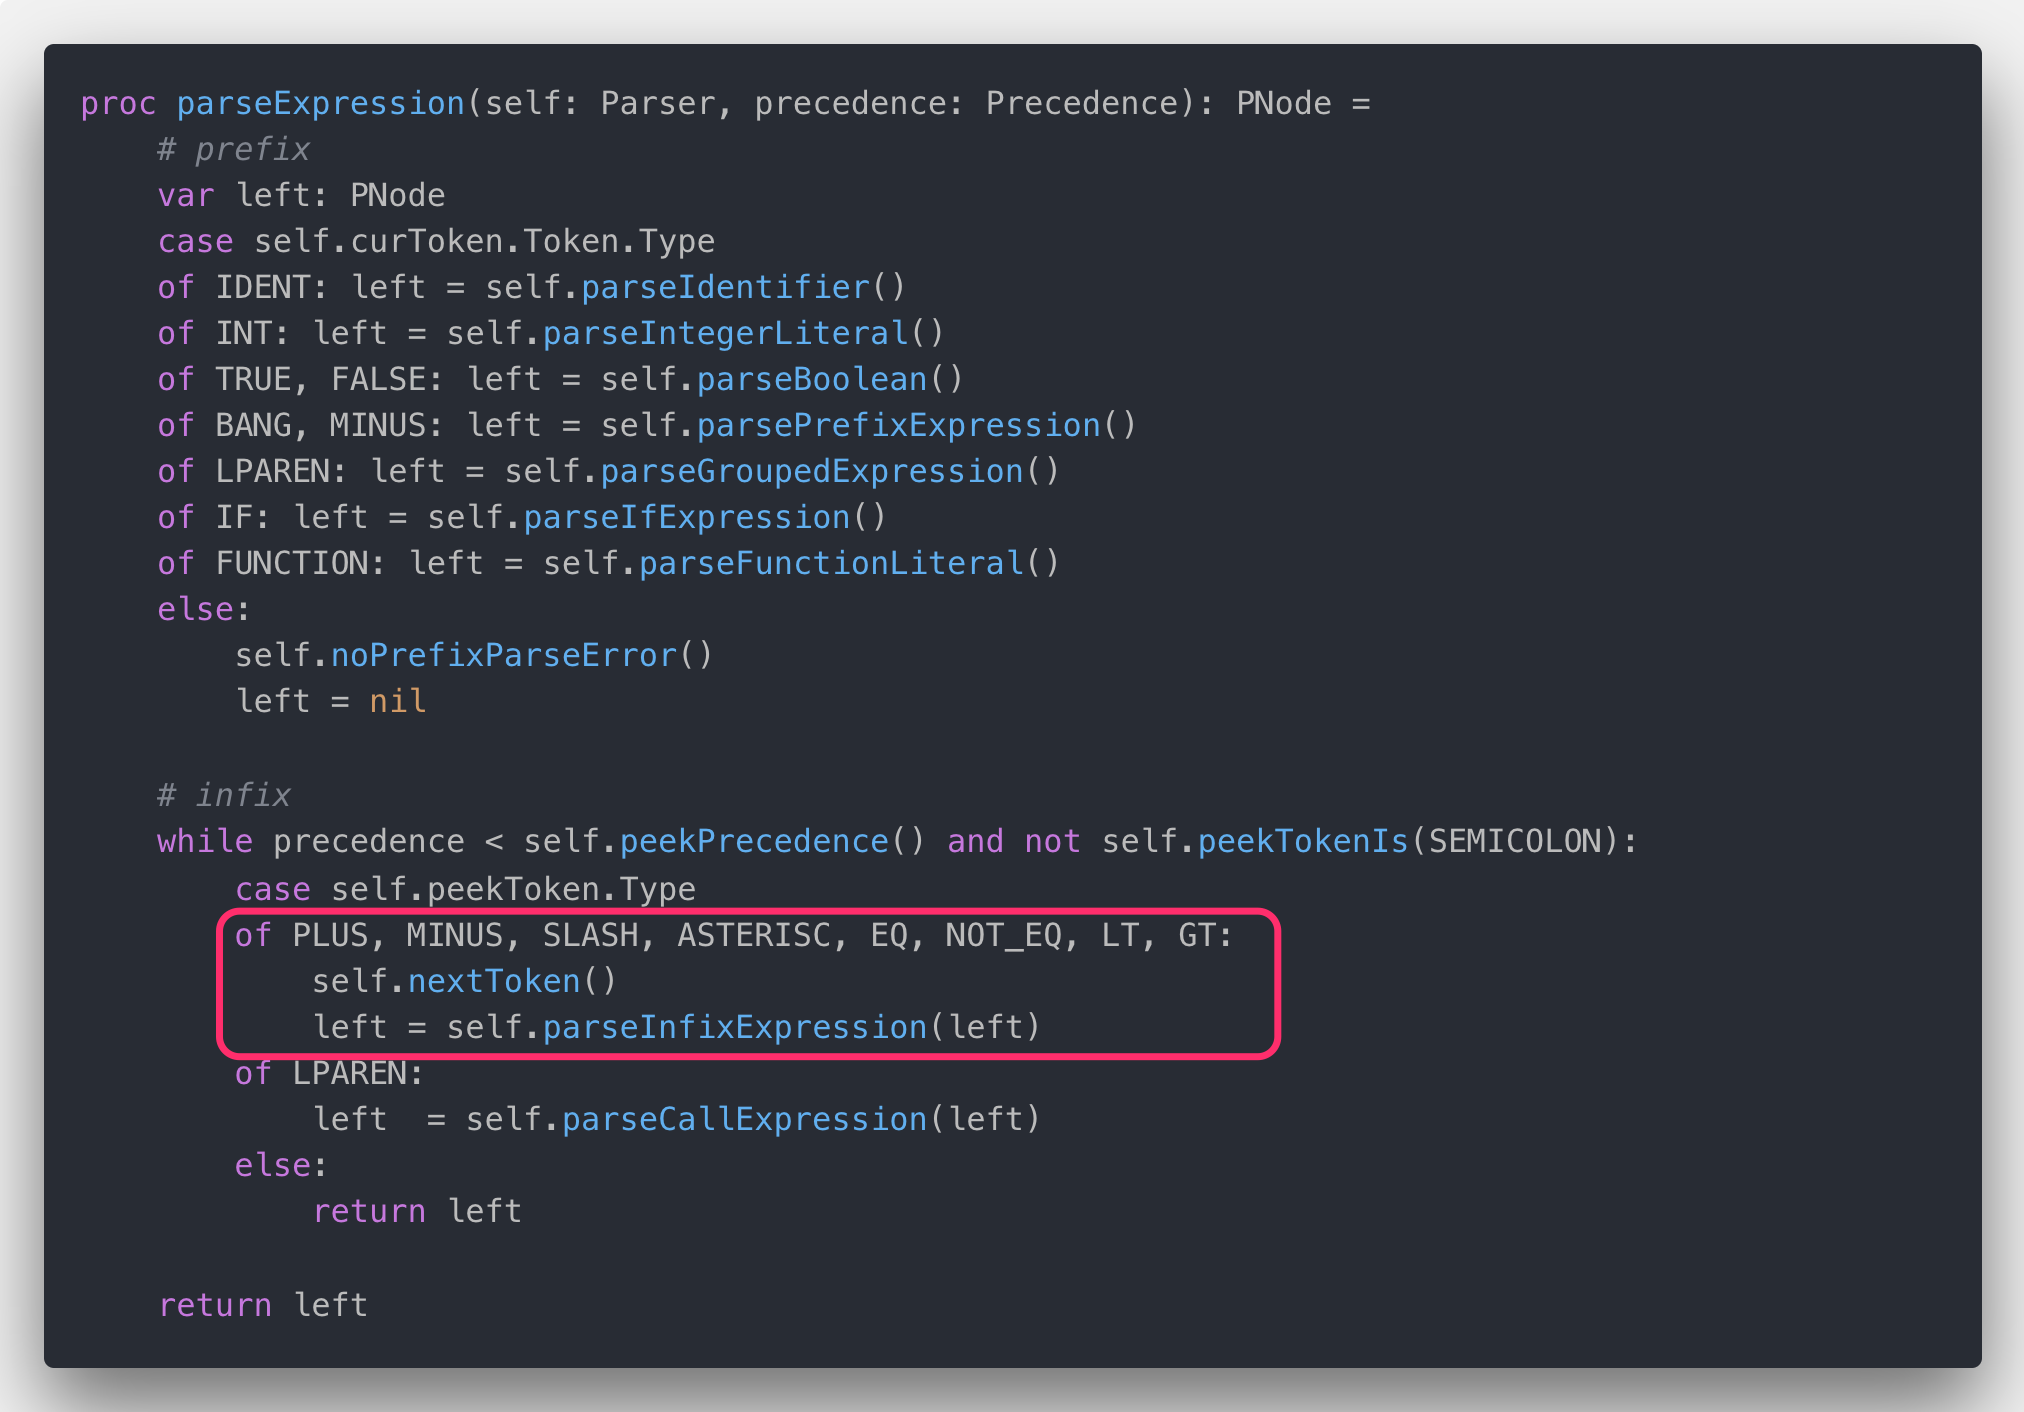 proc parseExpression(self: Parser, precedence: Precedence): PNode =
    # prefix
    var left: PNode
    case self.curToken.Token.Type
    of IDENT: left = self.parseIdentifier()
    of INT: left = self.parseIntegerLiteral()
    of TRUE, FALSE: left = self.parseBoolean()
    of BANG, MINUS: left = self.parsePrefixExpression()
    of LPAREN: left = self.parseGroupedExpression()
    of IF: left = self.parseIfExpression()
    of FUNCTION: left = self.parseFunctionLiteral()
    else:
        self.noPrefixParseError()
        left = nil

    # infix
    while precedence < self.peekPrecedence() and not self.peekTokenIs(SEMICOLON):
        case self.peekToken.Type
        of PLUS, MINUS, SLASH, ASTERISC, EQ, NOT_EQ, LT, GT:
            self.nextToken()
            left = self.parseInfixExpression(left)
        of LPAREN:
            left  = self.parseCallExpression(left)
        else:
            return left

    return left